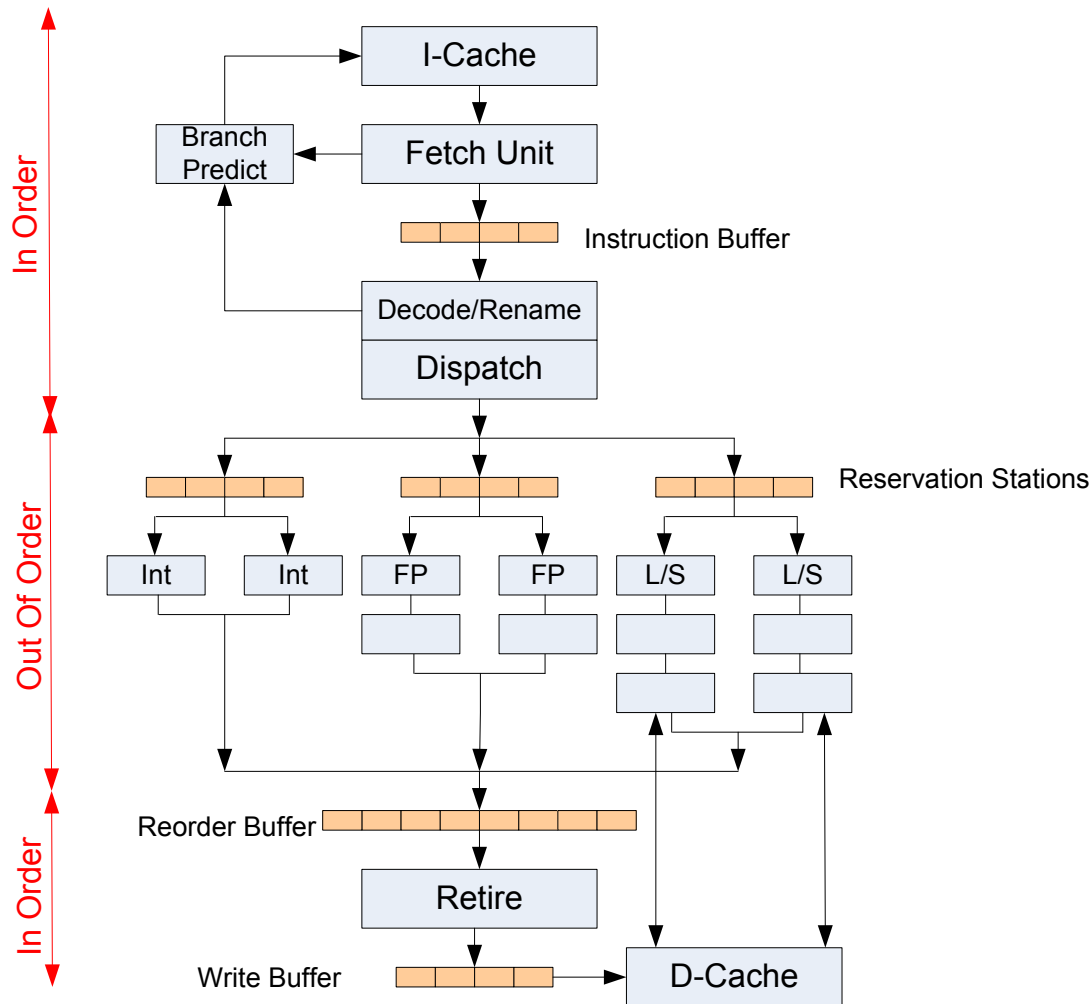 I-Cache
Branch
Predict
Fetch Unit
In Order
Instruction Buffer
Decode/Rename
Dispatch
Reservation Stations
Out Of Order
Int
Int
FP
FP
L/S
L/S
Reorder Buffer
In Order
Retire
Write Buffer
D-Cache